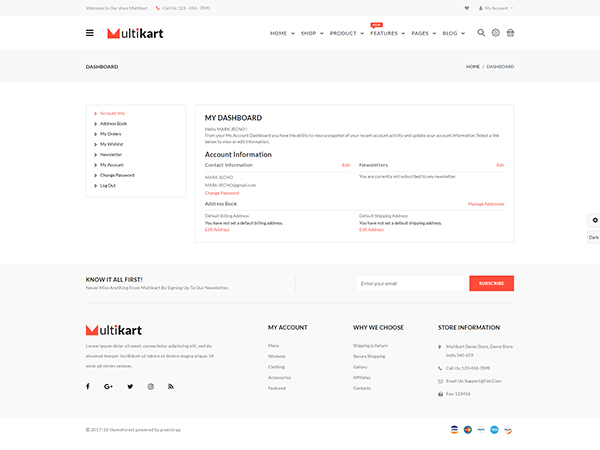 Welcome to Our store Multikart
Call Us: 123 - 456 - 7890
My Account
Multikart
HOME
SHOP
PRODUCT
NEW
FEATURES
PAGES
BLOG
DASHBOARD
HOME / DASHBOARD
Account Info
Address Book
My Orders
My Wishlist
Newsletter
My Account
Change Password
Log Out
MY DASHBOARD
Hello, MARK JECNO !
From your My Account Dashboard you have the ability to view a snapshot of your recent account activity and update your account information. Select a link
below to view or edit information.
Account Information
Contact Information
Edit
MARK JECNO
MARK-JECNO@gmail.com
Change Password
Newsletters
Edit
You are currently not subscribed to any newsletter.
Address Book
Manage Addresses
Default Billing Address
You have not set a default billing address.
Edit Address
Default Shipping Address
You have not set a default shipping address.
Edit Address
Dark
KNOW IT ALL FIRST!
Never Miss Anything From Multikart By Signing Up To Our Newsletter.
Enter your email
SUBSCRIBE
Multikart
Lorem ipsum dolor sit amet, consectetur adipiscing elit, sed do
eiusmod tempor incididunt ut labore et dolore magna aliqua. Ut
enim ad minim veniam,
MY ACCOUNT
Mens
Womens
Clothing
Accessories
Featured
WHY WE CHOOSE
Shipping & Return
Secure Shopping
Gallary
Affiliates
Contacts
STORE INFORMATION
Multikart Demo Store, Demo Store
India 345-659
Call Us: 123-456-7898
Email Us: Support@Fiot.Com
Fax: 123456
© 2017-18 themeforest powered by pixelstrap